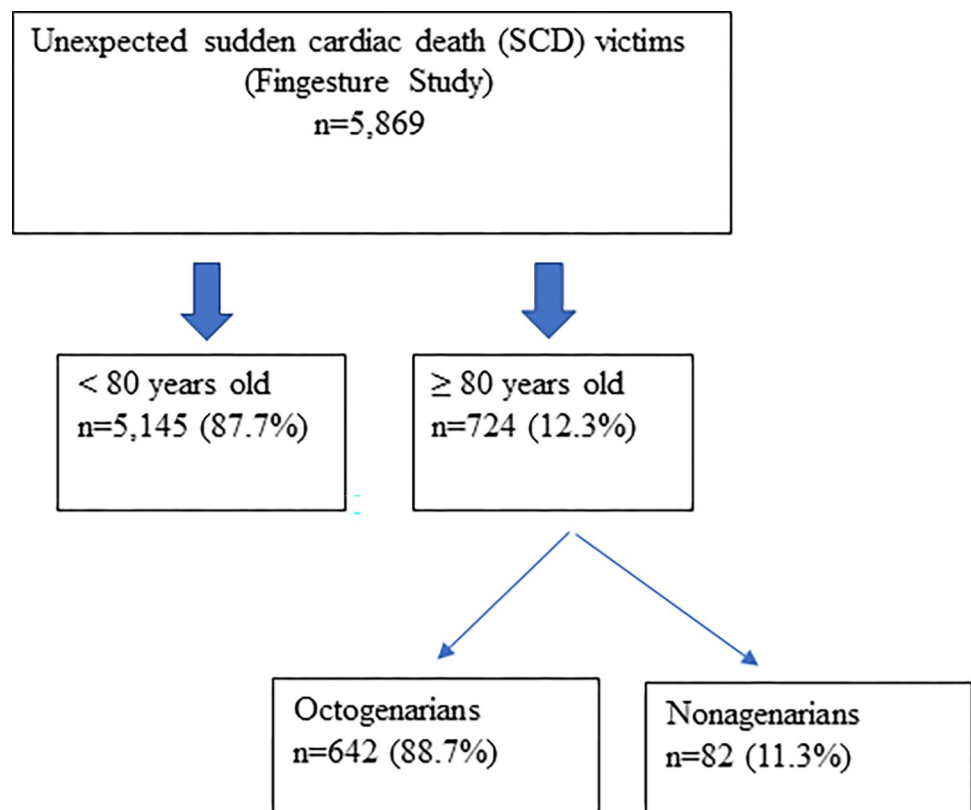 Unexpected sudden cardiac death (SCD) victims
(Fingesture Study)
n=5,869
< 80 years old
n=5,145 (87.7%)
≥ 80 years old
n=724 (12.3%)
Octogenarians
n=642 (88.7%)
Nonagenarians
n=82 (11.3%)